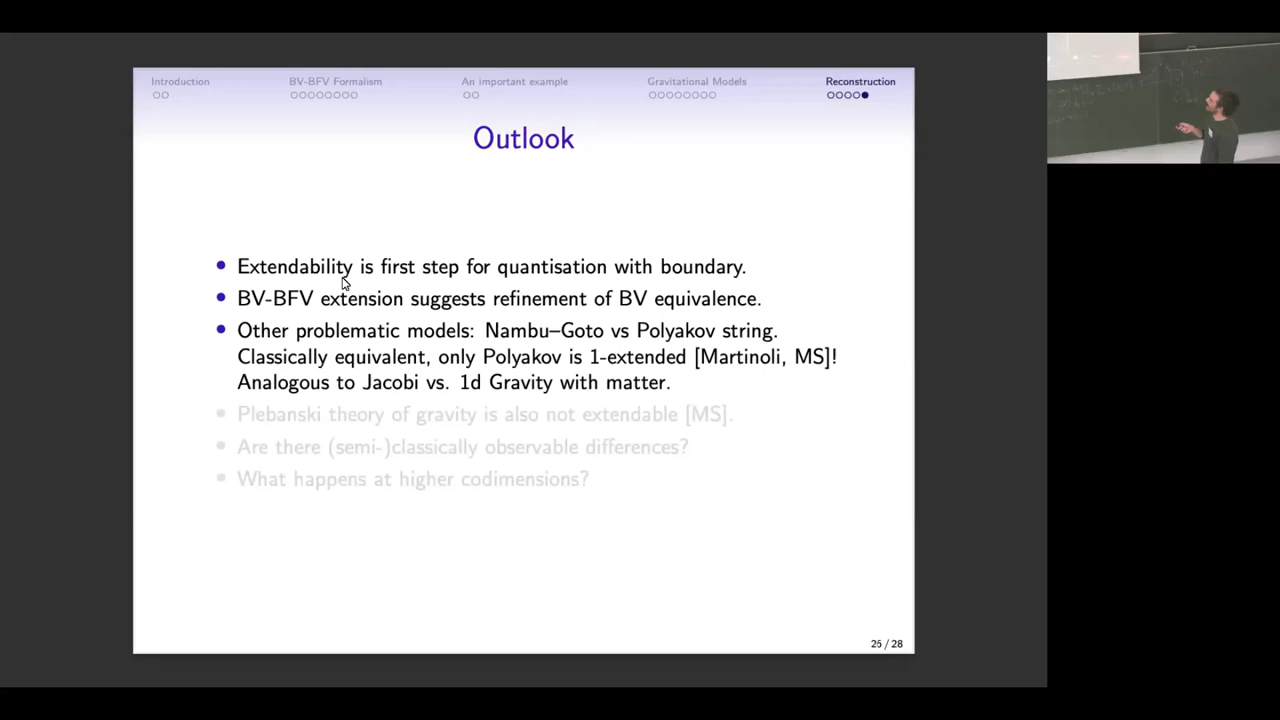 Introduction
BV-BFV Formalism
An important example
Gravitational Models
Reconstruction
Outlook
Extendability is first step for quantisation with boundary.
BV-BFV extension suggests refinement of BV equivalence.
Other problematic models: Nambu–Goto vs Polyakov string.
Classically equivalent, only Polyakov is 1-extended [Martinoli, MS]!
Analogous to Jacobi vs. 1d Gravity with matter.
Plebanski theory of gravity is also not extendable [MS].
Are there (semi-)classically observable differences?
What happens at higher codimensions?
26 / 28